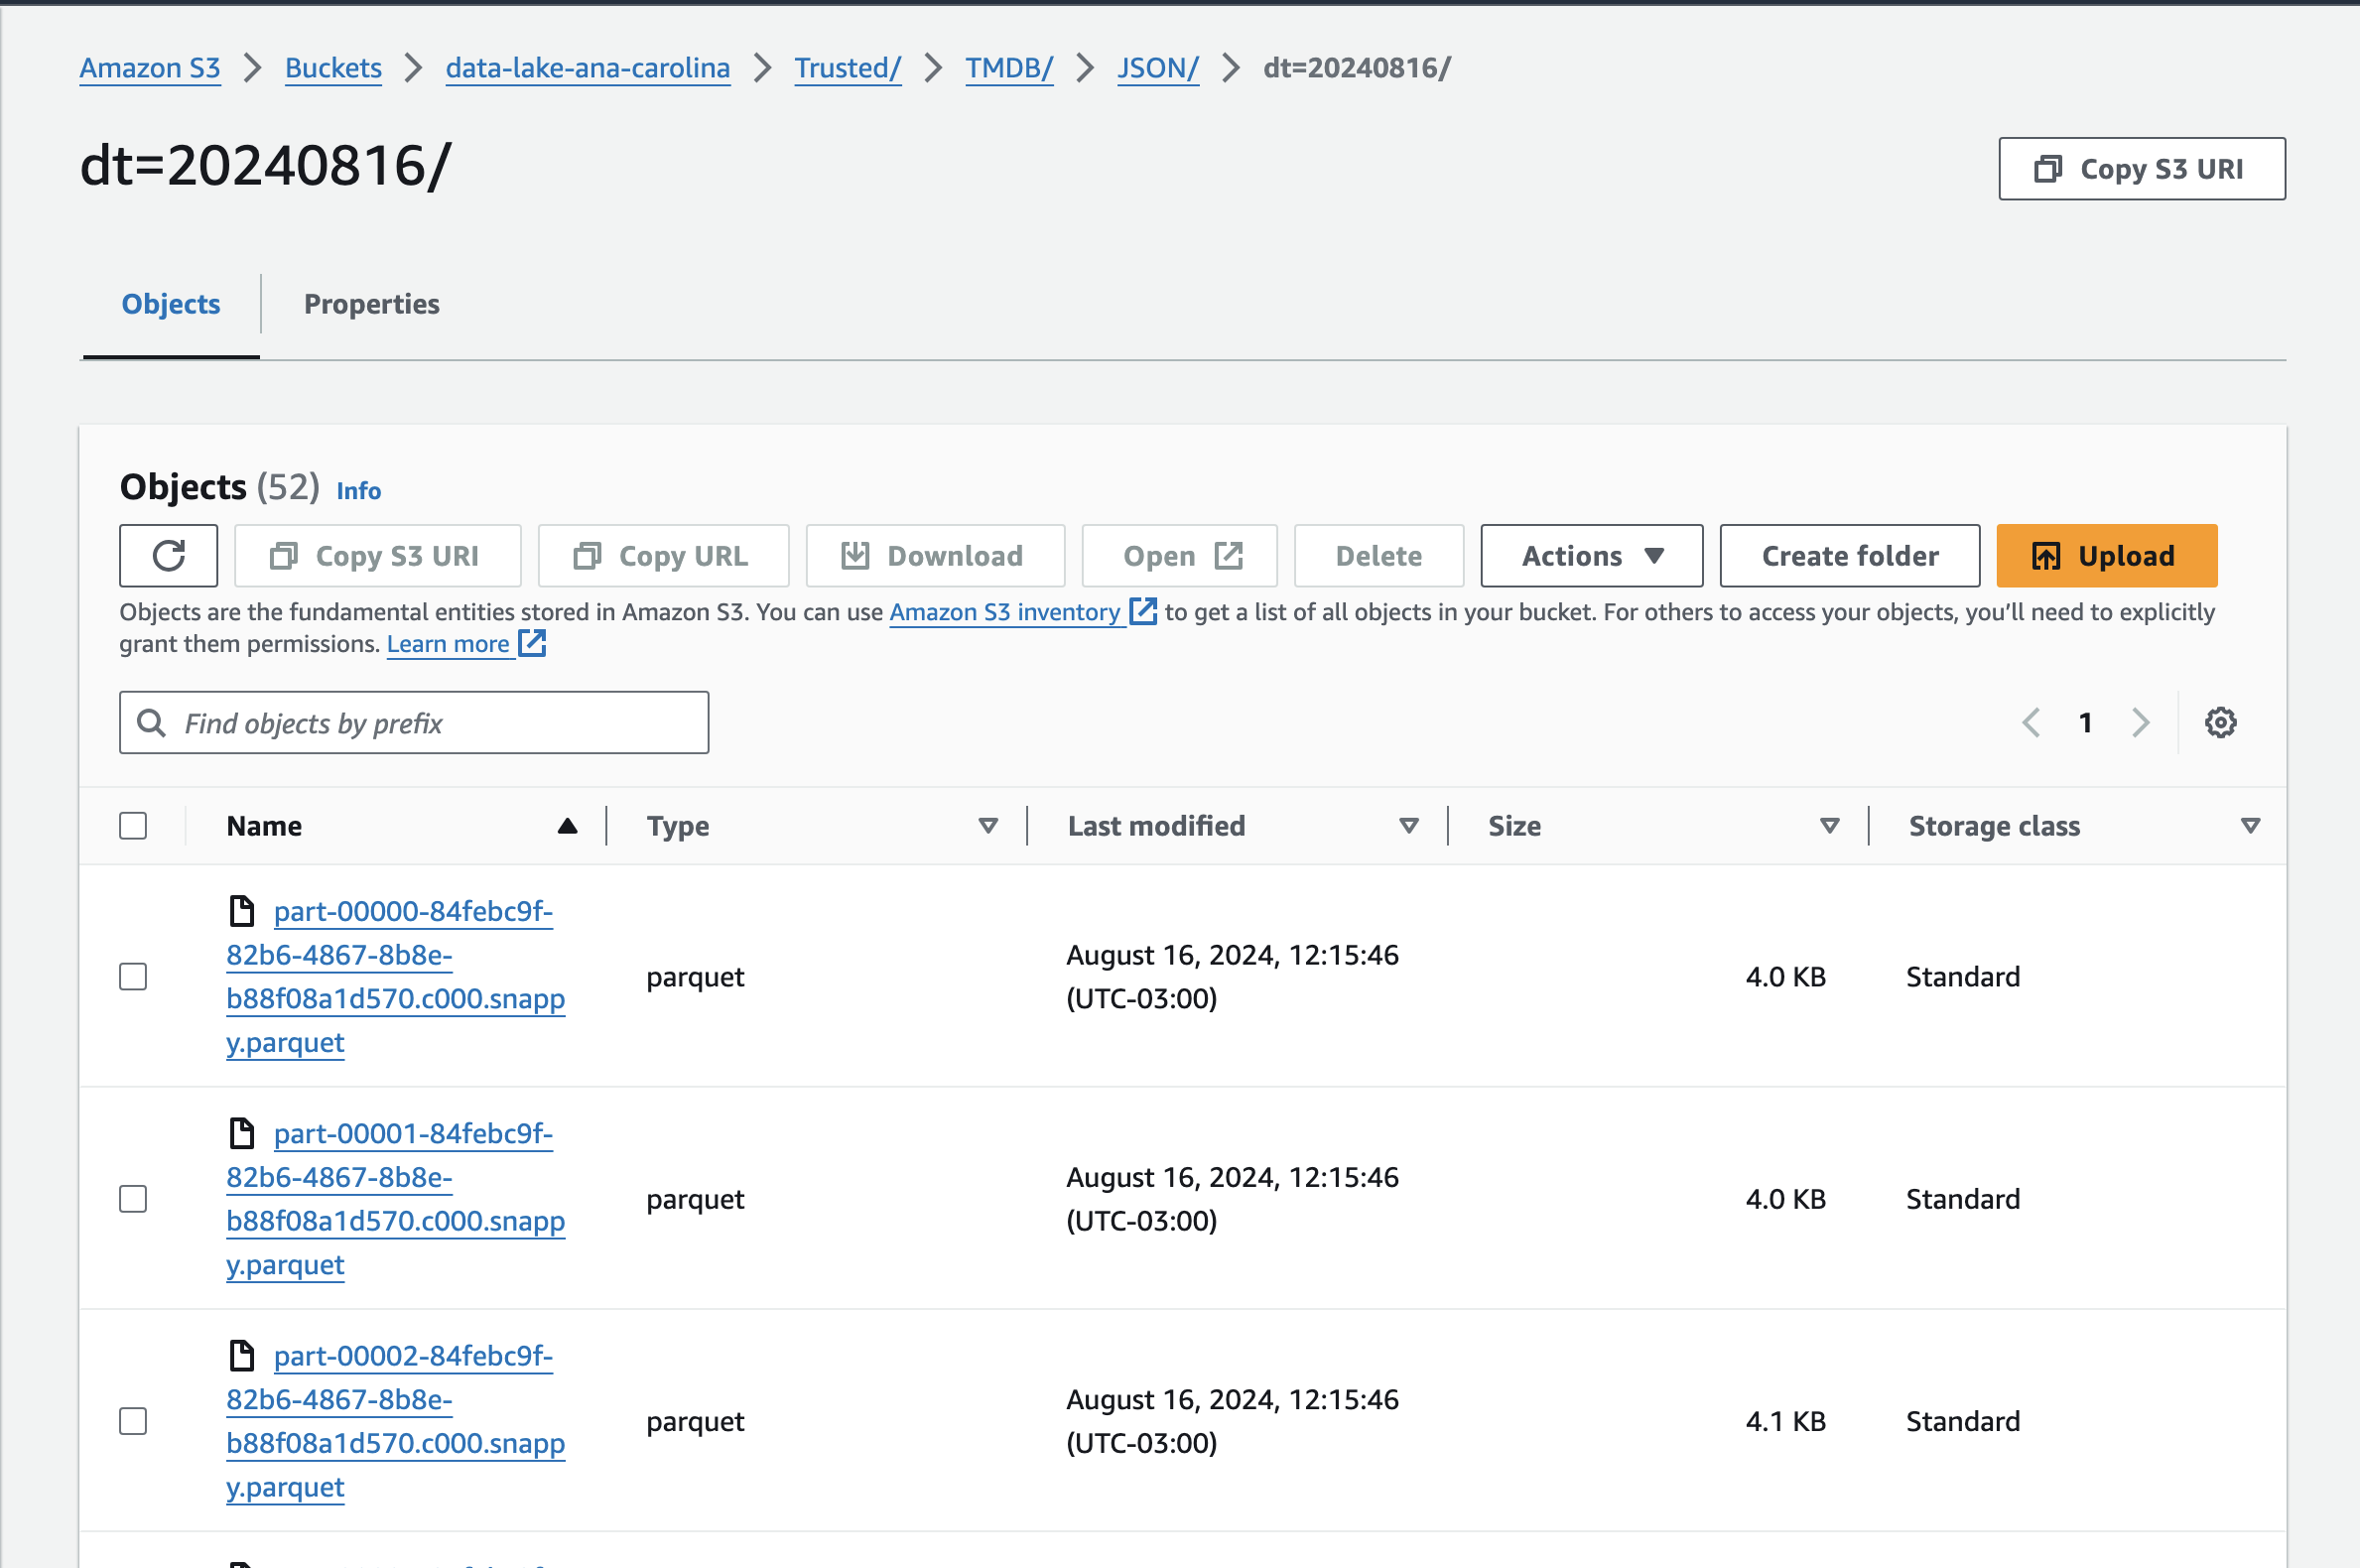 Amazon S3 > Buckets > data-lake-ana-carolina > Trusted/ > TMDB/ > JSON/ > dt=20240816/
dt=20240816/
Copy S3 URI
Objects
Properties
Objects (52) Info
Copy S3 URI
Copy URL
Download
Open
Delete
Actions
Create folder
Upload
Objects are the fundamental entities stored in Amazon S3. You can use Amazon S3 inventory to get a list of all objects in your bucket. For others to access your objects, you’ll need to explicitly
grant them permissions. Learn more
Find objects by prefix
1
Name
Type
Last modified
Size
Storage class
part-00000-84febc9f-
82b6-4867-8b8e-
b88f08a1d570.c000.snapp
y.parquet
parquet
August 16, 2024, 12:15:46
(UTC-03:00)
4.0 KB
Standard
part-00001-84febc9f-
82b6-4867-8b8e-
b88f08a1d570.c000.snapp
y.parquet
parquet
August 16, 2024, 12:15:46
(UTC-03:00)
4.0 KB
Standard
part-00002-84febc9f-
82b6-4867-8b8e-
b88f08a1d570.c000.snapp
y.parquet
parquet
August 16, 2024, 12:15:46
(UTC-03:00)
4.1 KB
Standard